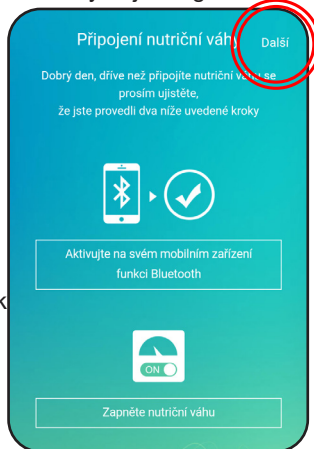 Připojení nutriční váhy
Další
Dobrý den, dříve než připojíte nutriční váhu se
prosím ujistěte,
že jste provedli dva níže uvedené kroky
Aktivujte na svém mobilním zařízení
funkci Bluetooth
k
ON
Zapněte nutriční váhu